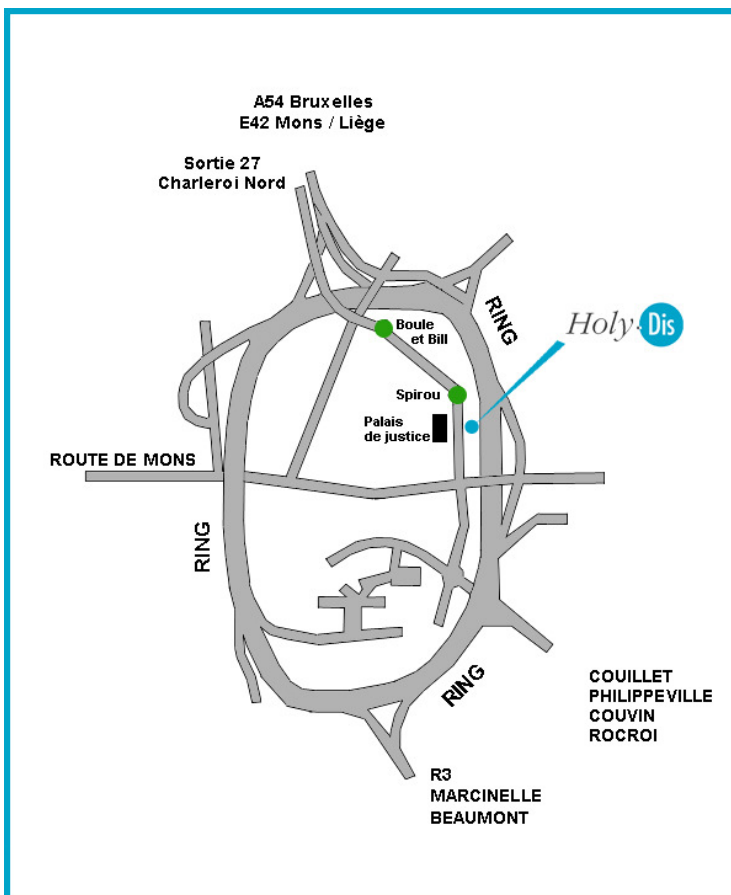 A54 Bruxelles
E42 Mons / Liège
Sortie 27
Charleroi Nord
RING
Holy-Dis
Boule
et Bill
Spirou
Palais
de justice
ROUTE DE MONS
RING
RING
COUILLET
PHILIPPEVILLE
COUVIN
ROCROI
R3
MARCINELLE
BEAUMONT